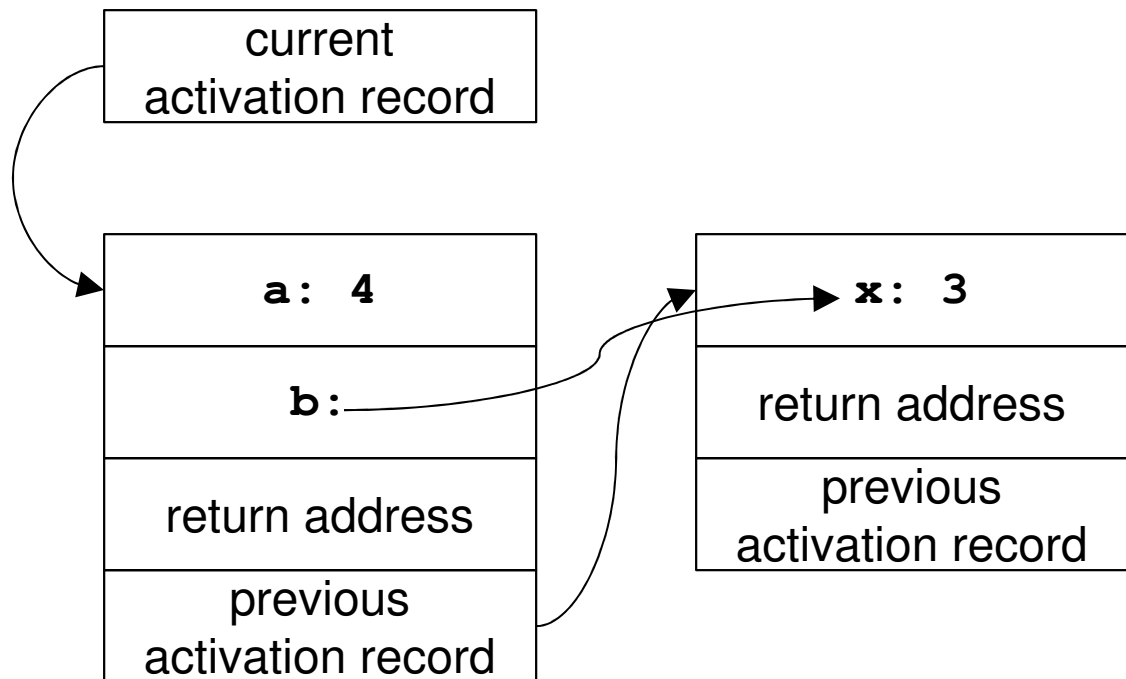 current
activation record
a: 4
b:
return address
previous
activation record
x: 3
return address
previous
activation record